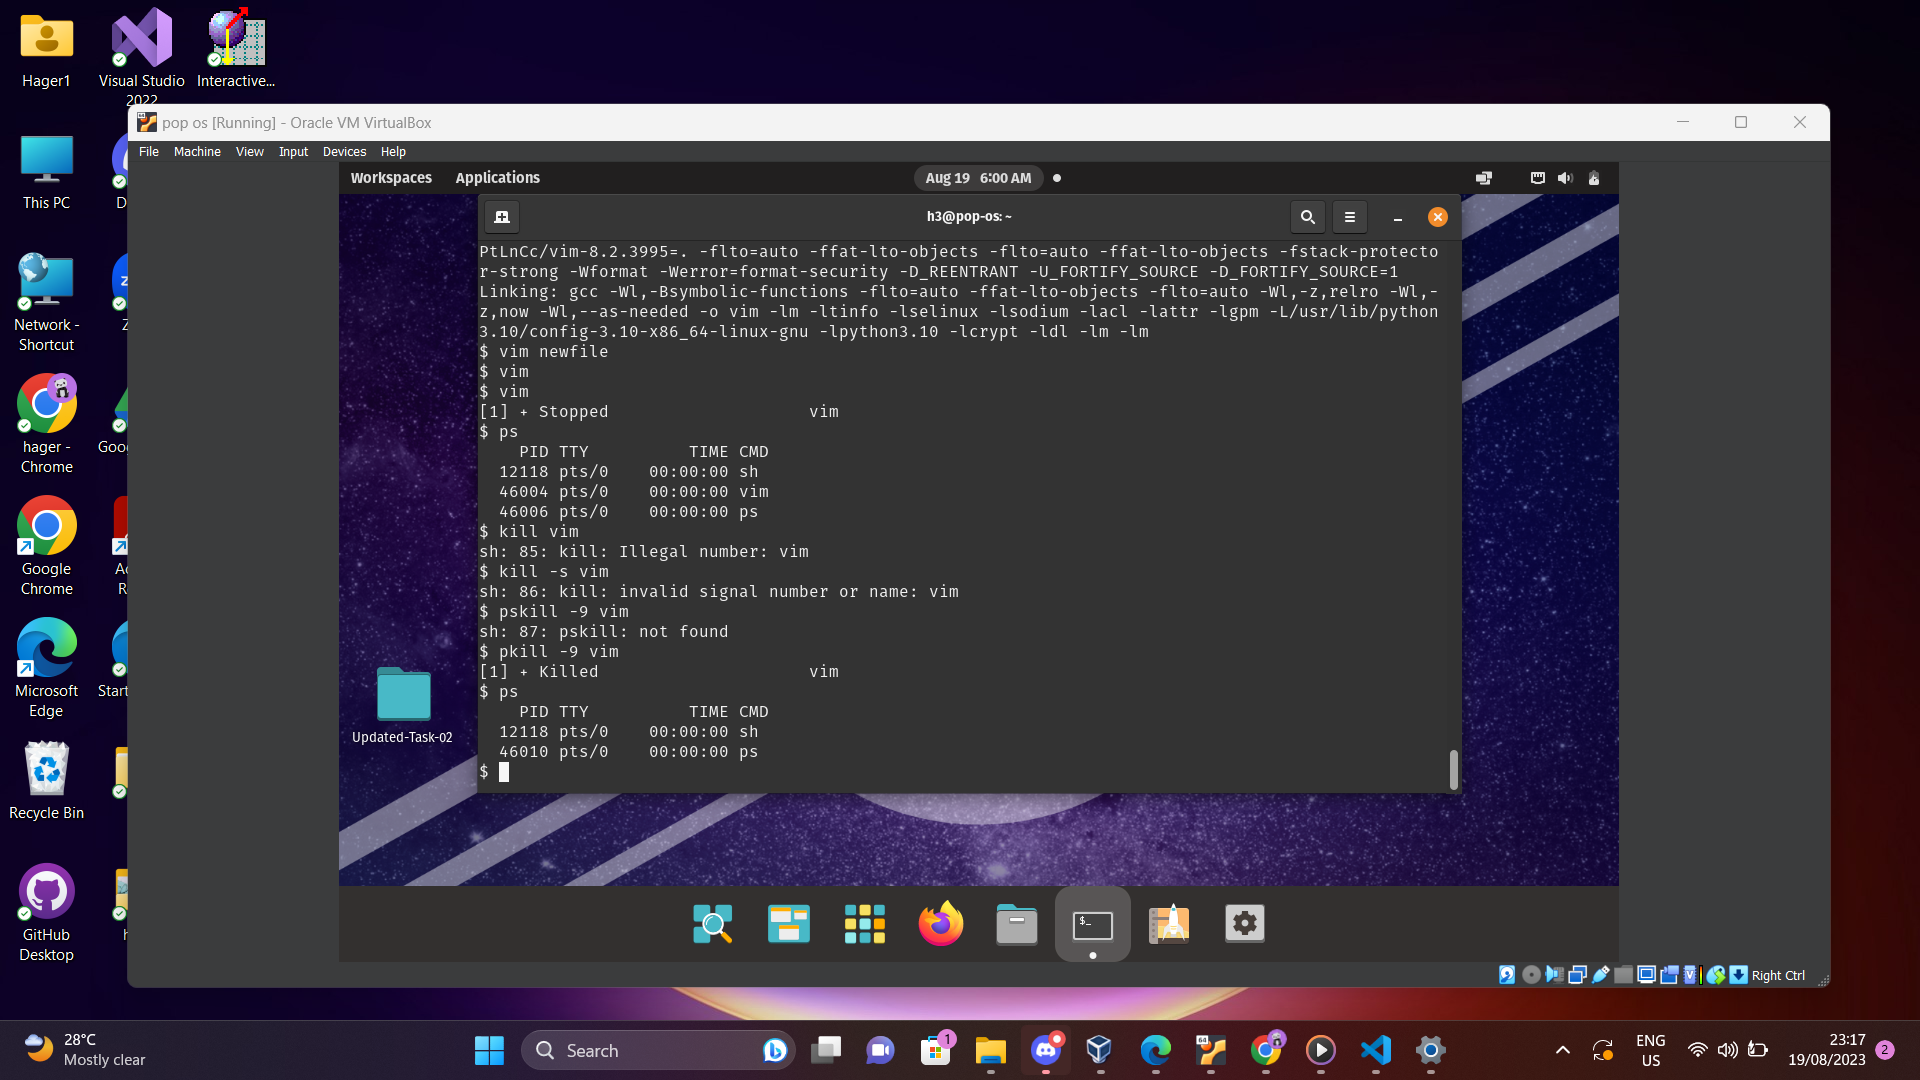 Hager1
Visual Studio
2022
Interactive...
This PC
D
Network -
Shortcut
Z
hager -
Chrome
Goo
Google
Chrome
Ac
R
Microsoft
Edge
Start
Recycle Bin
GitHub
Desktop
h
pop os [Running] - Oracle VM VirtualBox
File Machine View Input Devices Help
Workspaces Applications
Aug 19 6:00 AM
h3@pop-os: ~
PtLnCc/vim-8.2.3995=. -flto=auto -ffat-lto-objects -flto=auto -ffat-lto-objects -fstack-protecto
r-strong -Wformat -Werror=format-security -D_REENTRANT -U_FORTIFY_SOURCE -D_FORTIFY_SOURCE=1
Linking: gcc -Wl,-Bsymbolic-functions -flto=auto -ffat-lto-objects -flto=auto -Wl,-z,relro -Wl,-
z,now -Wl,--as-needed -o vim -lm -ltinfo -lselinux -lsodium -lacl -lattr -lgpm -L/usr/lib/python
3.10/config-3.10-x86_64-linux-gnu -lpython3.10 -lcrypt -ldl -lm -lm
$ vim newfile
$ vim
$ vim
[1] + Stopped vim
$ ps
PID TTY TIME CMD
12118 pts/0 00:00:00 sh
46004 pts/0 00:00:00 vim
46006 pts/0 00:00:00 ps
$ kill vim
sh: 85: kill: Illegal number: vim
$ kill -s vim
sh: 86: kill: invalid signal number or name: vim
$ pskill -9 vim
sh: 87: pskill: not found
$ pkill -9 vim
[1] + Killed vim
$ ps
PID TTY TIME CMD
12118 pts/0 00:00:00 sh
46010 pts/0 00:00:00 ps
$
Updated-Task-02
$_
Right Ctrl
28°C
Mostly clear
Search
1
64
ENG
US
23:17
19/08/2023
2